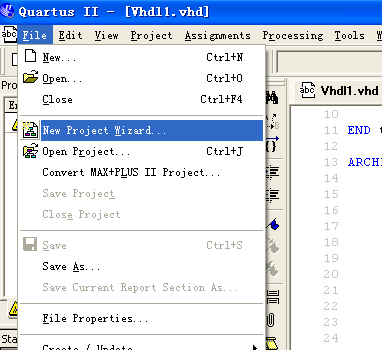 Quartus II - [Vhdl1.vhd]
File Edit View Project Assignments Processing Tools W
New... Ctrl+N
Open... Ctrl+O
Close Ctrl+F4
New Project Wizard...
Open Project... Ctrl+J
Convert MAX+PLUS II Project...
Save Project
Close Project
Save Ctrl+S
Save As...
Save Current Report Section As...
File Properties...
Create / Update
abc
Pro
En
Sta
abc Vhdl1.vhd
10
11 END t
12
13 ARCHI
14
15
16
17
18
19
20
21
22
23
24